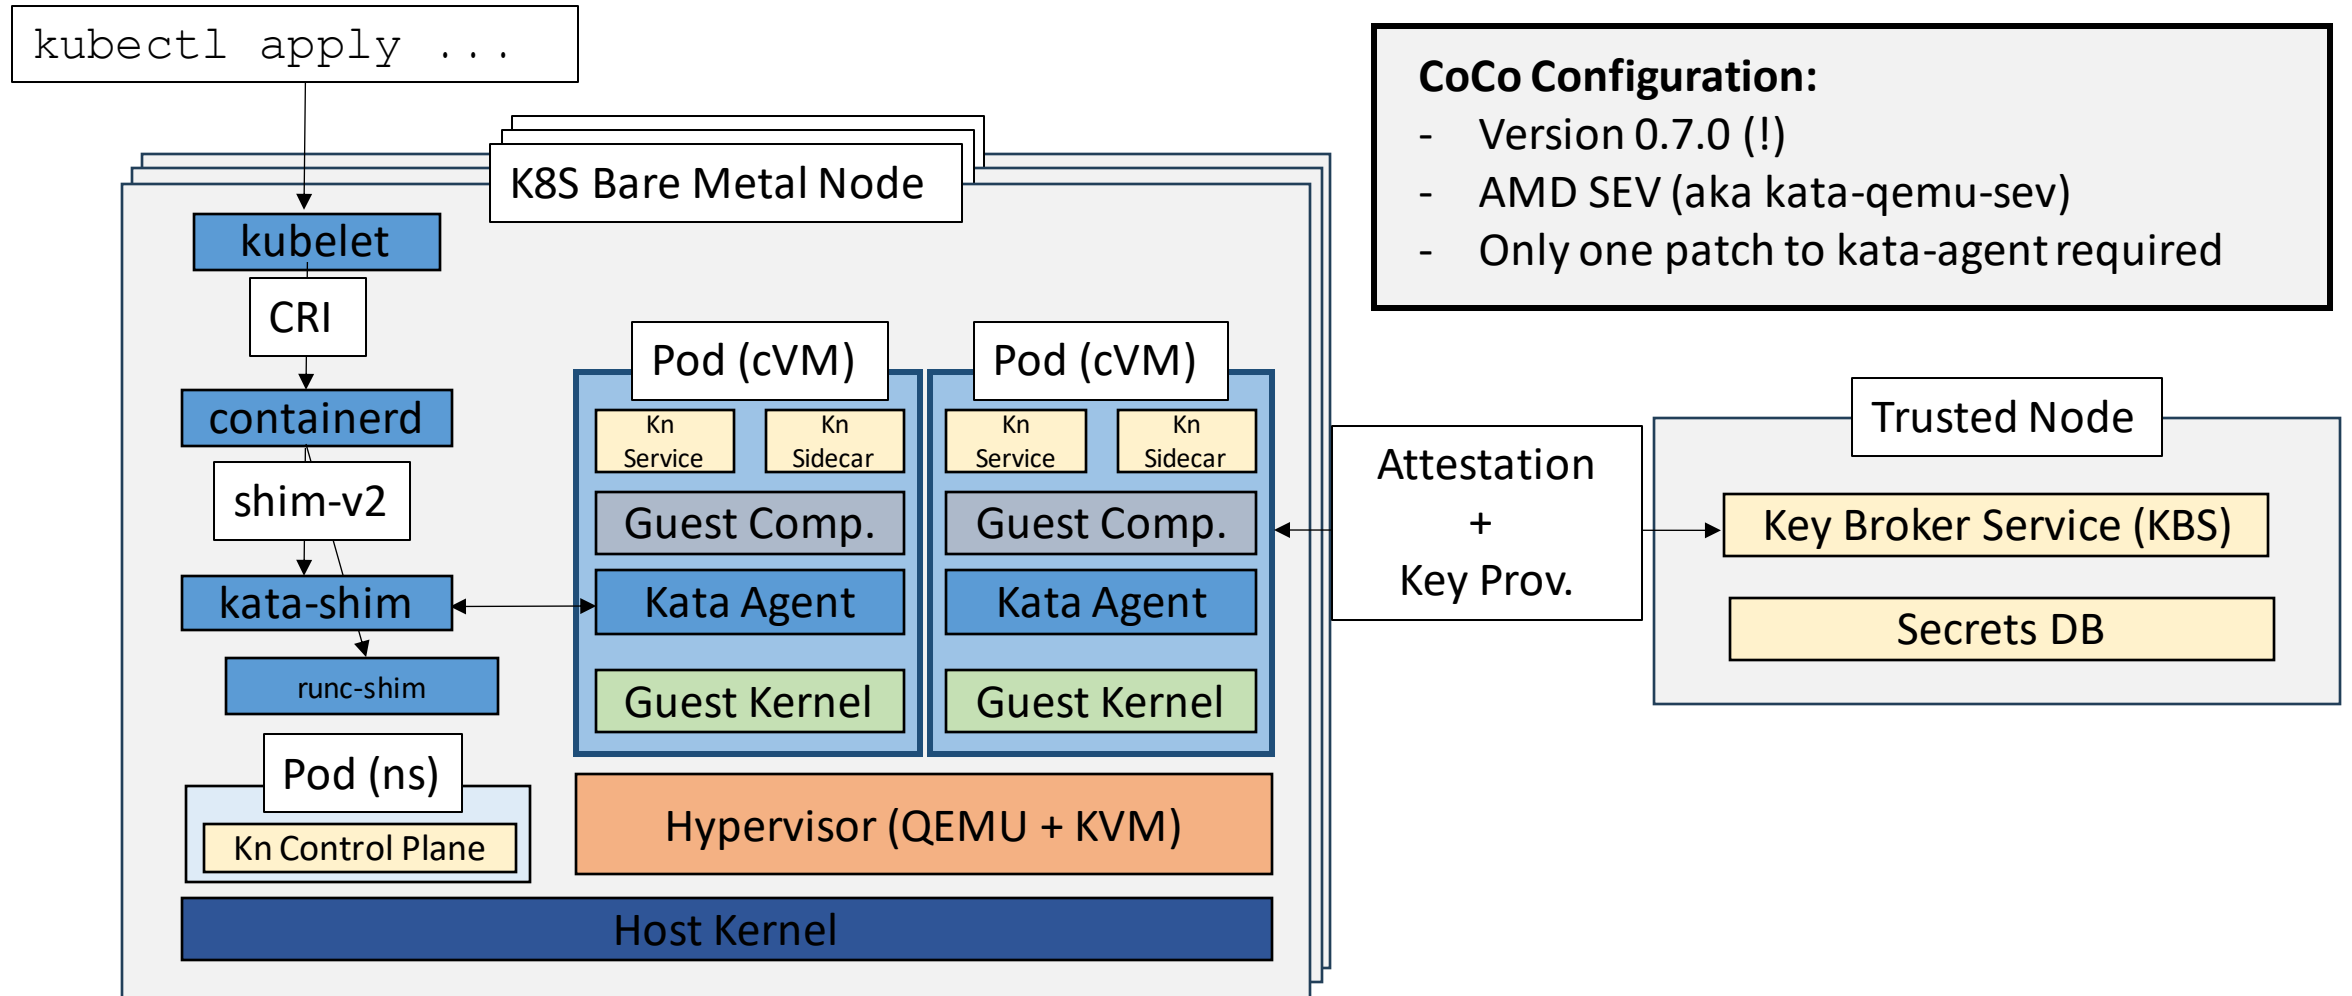 kubectl apply ...
CoCo Configuration:
- Version 0.7.0 (!)
- AMD SEV (aka kata-qemu-sev)
- Only one patch to kata-agent required
K8S Bare Metal Node
kubelet
CRI
containerd
shim-v2
kata-shim
runc-shim
Pod (ns)
Kn Control Plane
Pod (cVM)
Kn
Service
Kn
Sidecar
Guest Comp.
Kata Agent
Guest Kernel
Pod (cVM)
Kn
Service
Kn
Sidecar
Guest Comp.
Kata Agent
Guest Kernel
Hypervisor (QEMU + KVM)
Host Kernel
Attestation
+
Key Prov.
Trusted Node
Key Broker Service (KBS)
Secrets DB